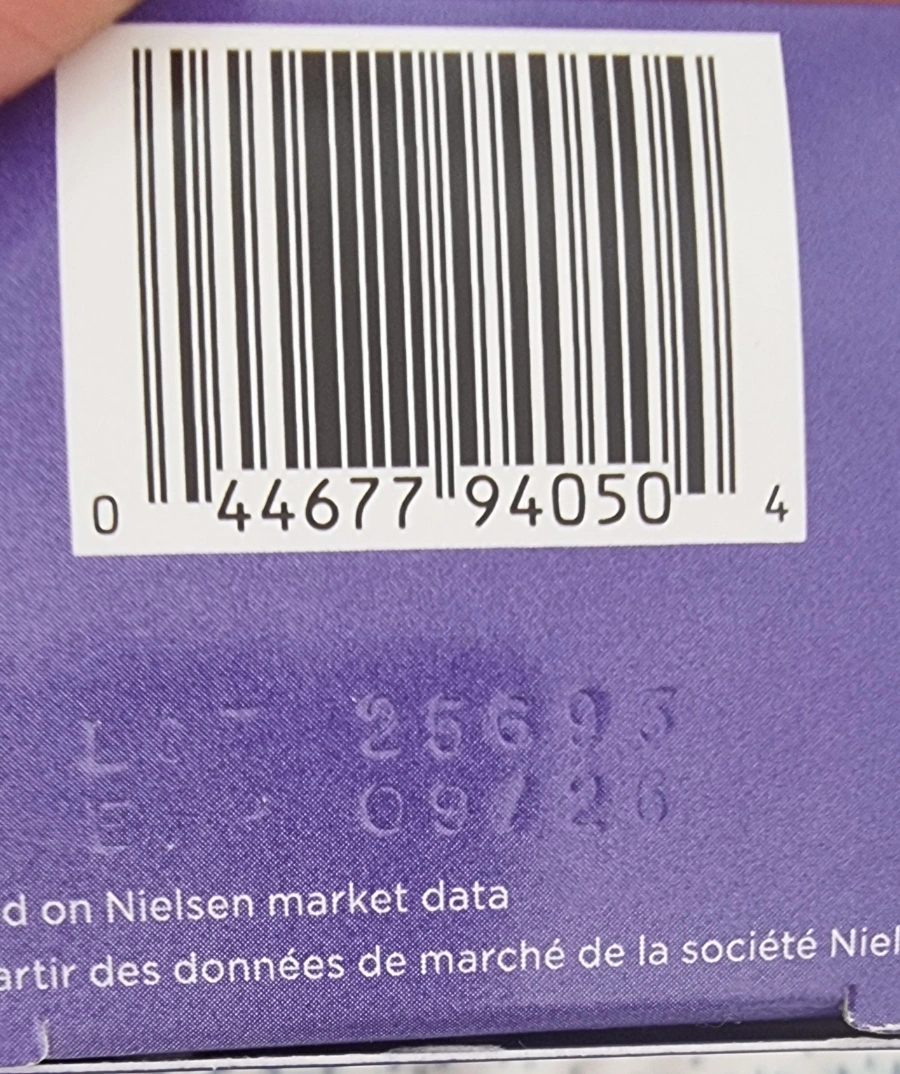 0 44677 94050 4
Lot 25693
E 09/26
d on Nielsen market data
artir des données de marché de la société Niel